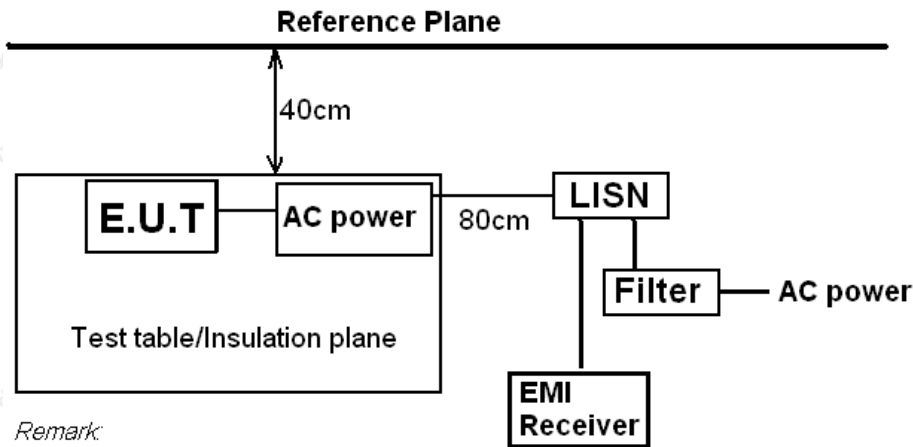 Reference Plane
40cm
E.U.T
AC power
80cm
LISN
Filter
AC power
Test table/Insulation plane
EMI
Receiver
Remark: